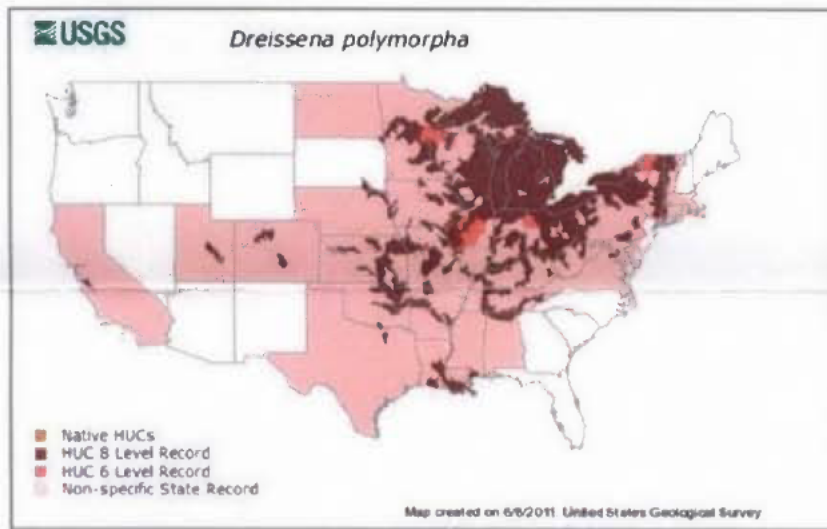 USGS
Dreissena polymorpha
Native HUCs
HUC 8 Level Record
HUC 6 Level Record
Non-specific State Record
Map created on 6/8/2011 United States Geological Survey